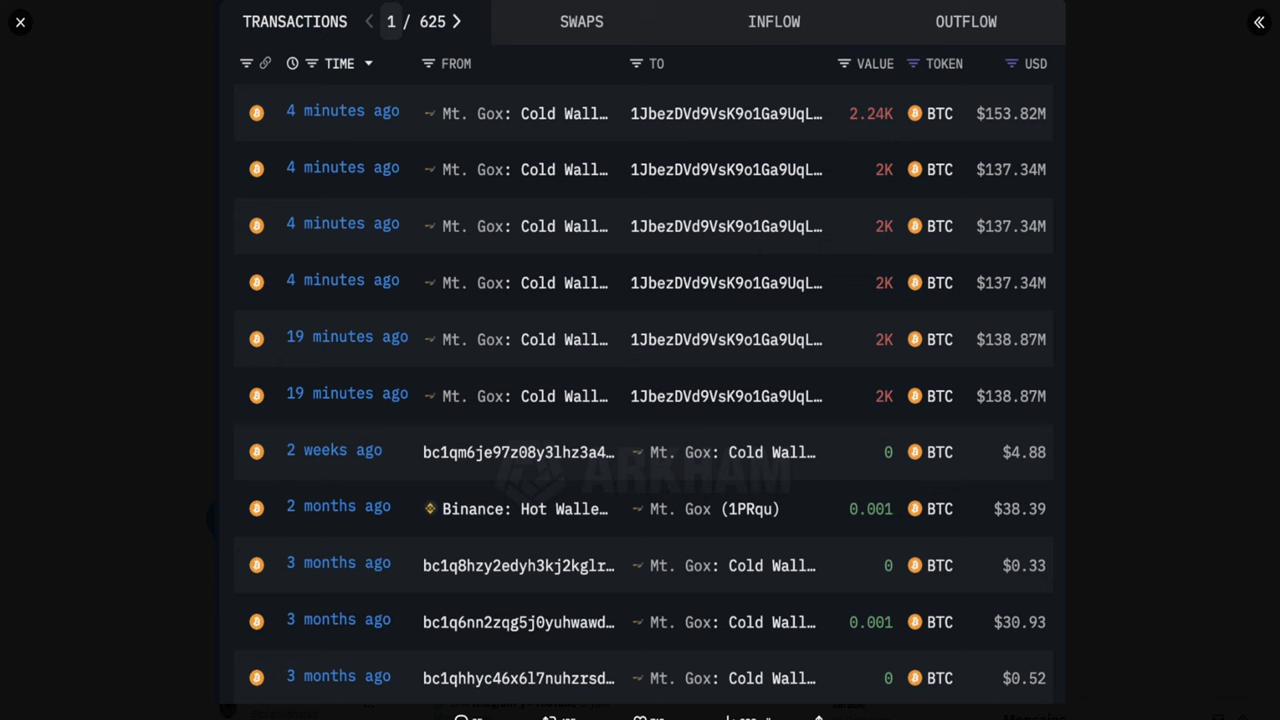 TRANSACTIONS 1 / 625 SWAPS INFLOW OUTFLOW
TIME FROM TO VALUE TOKEN USD
4 minutes ago Mt. Gox: Cold Wall… 1JbezDVd9VsK9o1Ga9UqL… 2.24K BTC $153.82M
4 minutes ago Mt. Gox: Cold Wall… 1JbezDVd9VsK9o1Ga9UqL… 2K BTC $137.34M
4 minutes ago Mt. Gox: Cold Wall… 1JbezDVd9VsK9o1Ga9UqL… 2K BTC $137.34M
4 minutes ago Mt. Gox: Cold Wall… 1JbezDVd9VsK9o1Ga9UqL… 2K BTC $137.34M
19 minutes ago Mt. Gox: Cold Wall… 1JbezDVd9VsK9o1Ga9UqL… 2K BTC $138.87M
19 minutes ago Mt. Gox: Cold Wall… 1JbezDVd9VsK9o1Ga9UqL… 2K BTC $138.87M
2 weeks ago bc1qm6je97z08y3lhz3a4… Mt. Gox: Cold Wall… 0 BTC $4.88
ARKHAM
2 months ago Binance: Hot Walle… Mt. Gox (1PRqu) 0.001 BTC $38.39
3 months ago bc1q8hzy2edyh3kj2kglr… Mt. Gox: Cold Wall… 0 BTC $0.33
3 months ago bc1q6nn2zqg5j0yuhwawd… Mt. Gox: Cold Wall… 0.001 BTC $30.93
3 months ago bc1qhhyc46x6l7nuhzrsd… Mt. Gox: Cold Wall… 0 BTC $0.52